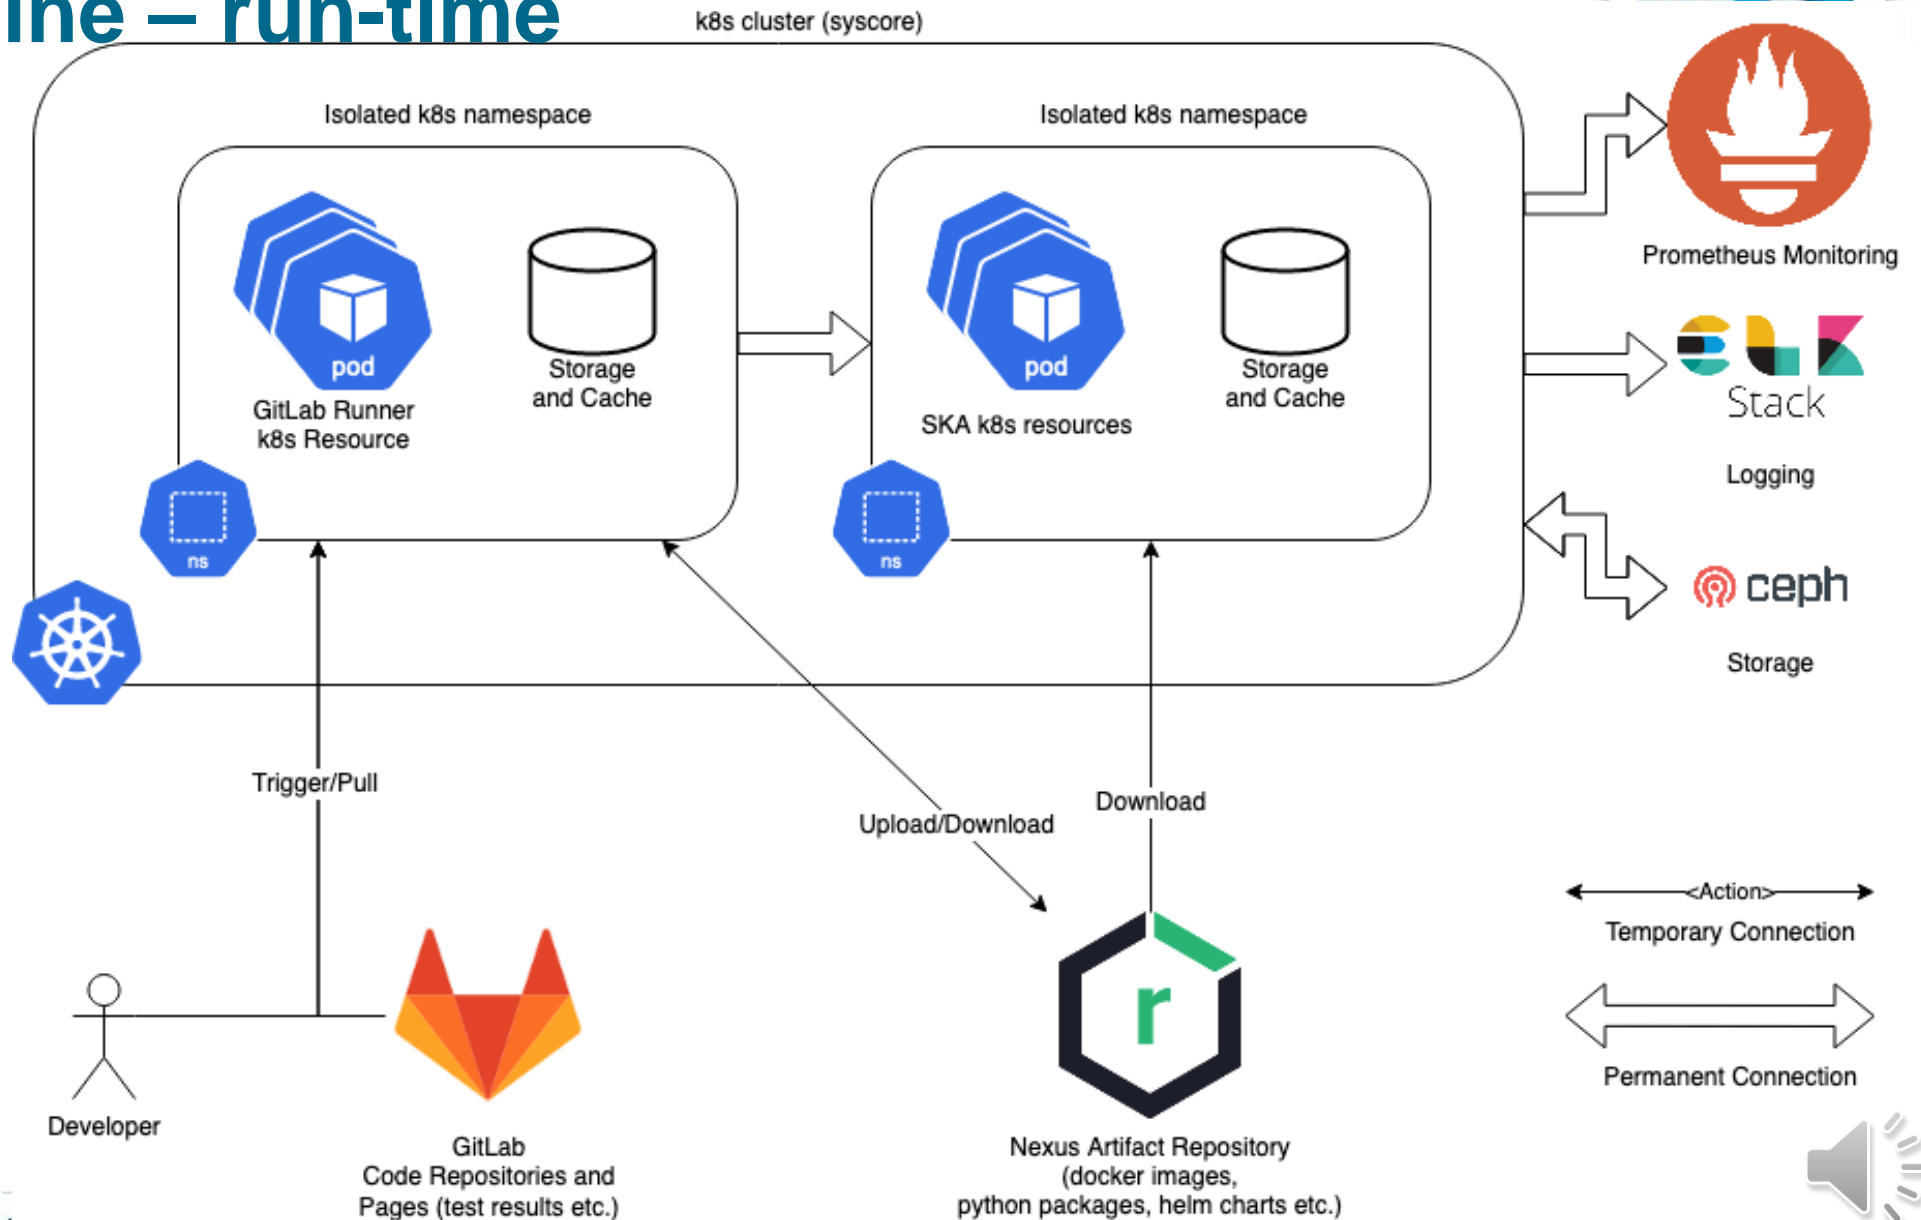 ine – run-time
k8s cluster (syscore)
Isolated k8s namespace
Isolated k8s namespace
pod
GitLab Runner
k8s Resource
Storage
and Cache
ns
pod
SKA k8s resources
Storage
and Cache
ns
Prometheus Monitoring
elk
Stack
Logging
ceph
Storage
Trigger/Pull
Upload/Download
Download
<Action>
Temporary Connection
Permanent Connection
Developer
GitLab
Code Repositories and
Pages (test results etc.)
r
Nexus Artifact Repository
(docker images,
python packages, helm charts etc.)